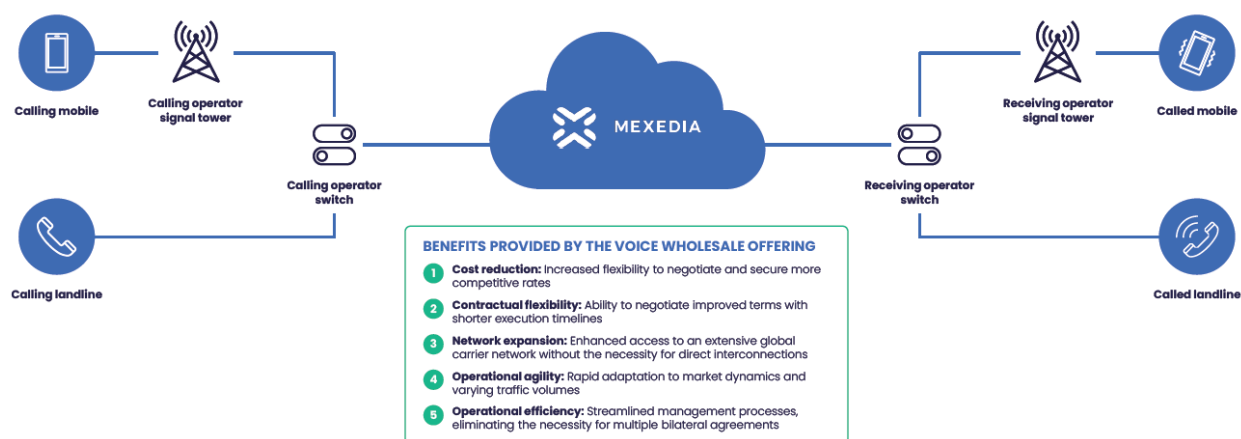 Calling mobile
Calling operator
signal tower
Calling operator
switch
Calling landline
MEXEDIA
Receiving operator
signal tower
Called mobile
Receiving operator
switch
Called landline
BENEFITS PROVIDED BY THE VOICE WHOLESALE OFFERING
1 Cost reduction: Increased flexibility to negotiate and secure more
competitive rates
2 Contractual flexibility: Ability to negotiate improved terms with
shorter execution timelines
3 Network expansion: Enhanced access to an extensive global
carrier network without the necessity for direct interconnections
4 Operational agility: Rapid adaptation to market dynamics and
varying traffic volumes
5 Operational efficiency: Streamlined management processes,
eliminating the necessity for multiple bilateral agreements